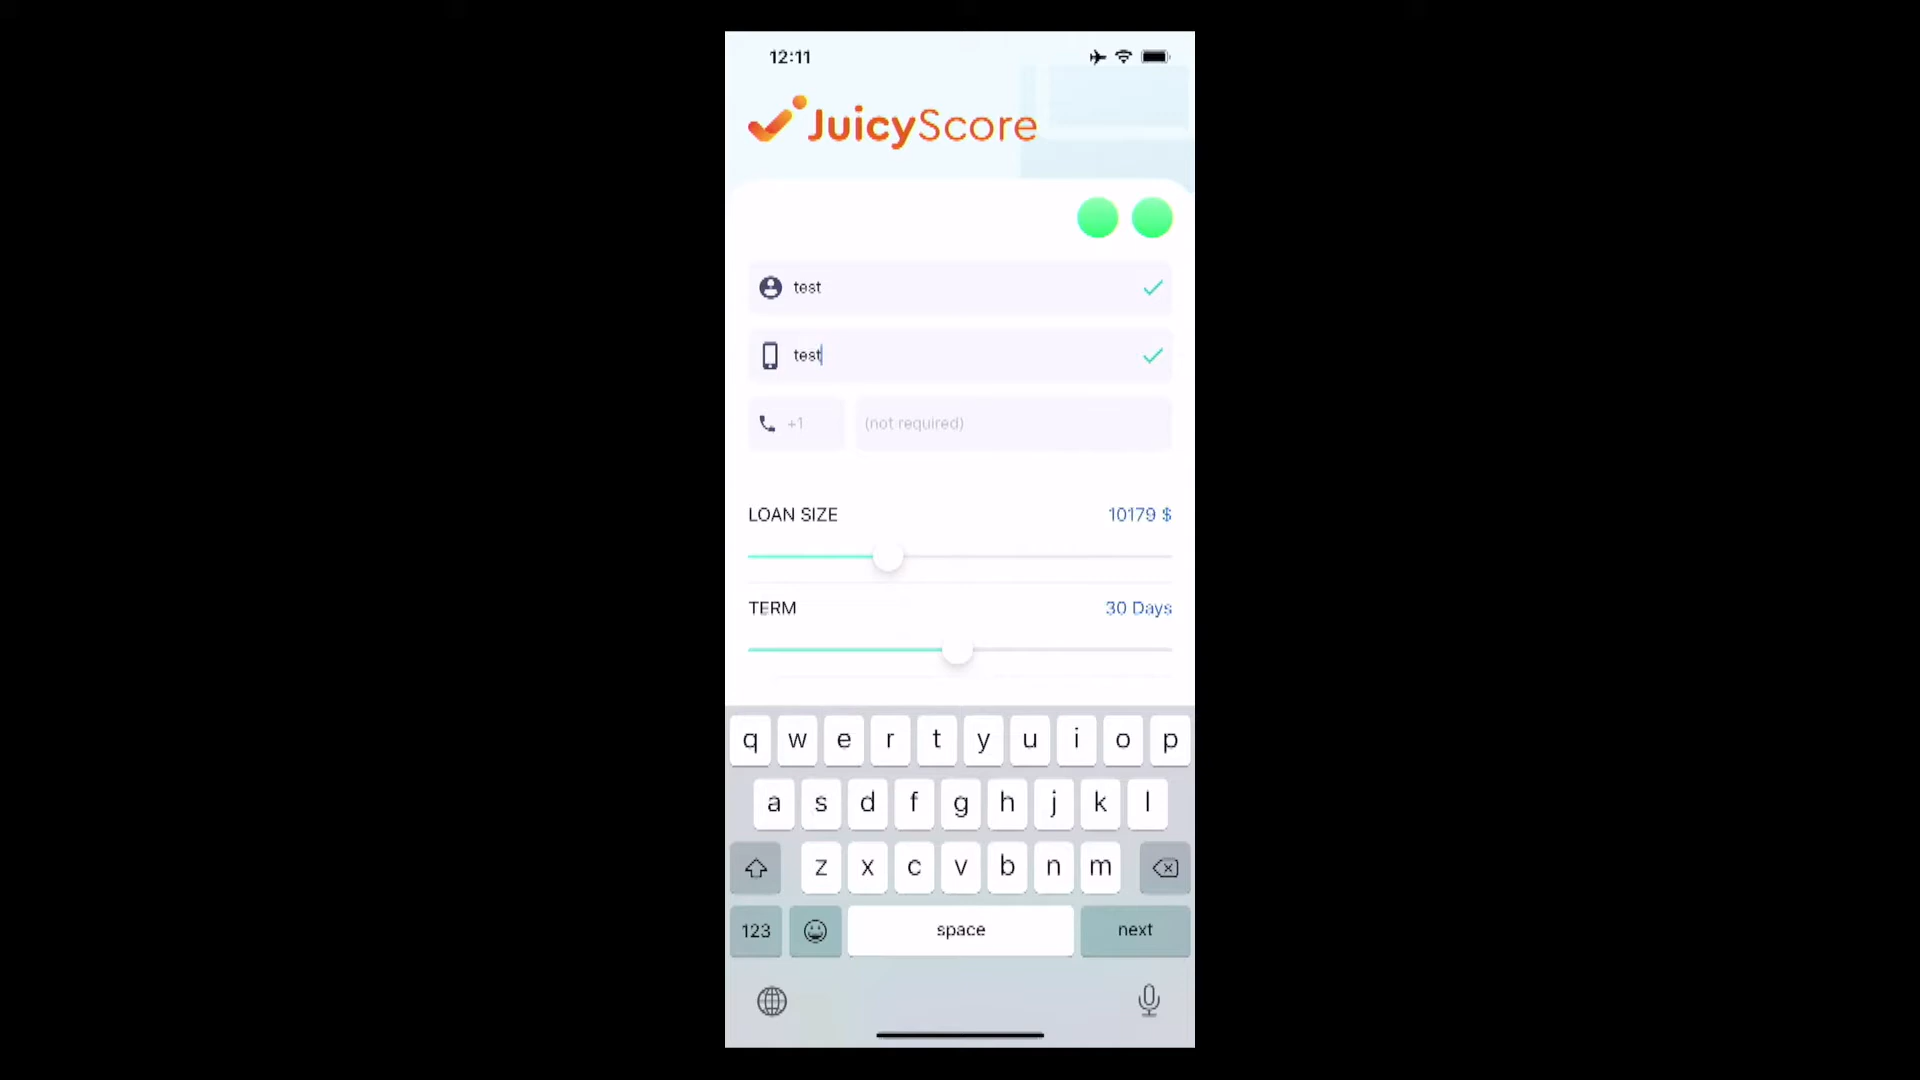 12:11
JuicyScore
test
test
+1 (not required)
LOAN SIZE 10179 $
TERM 30 Days
q w e r t y u i o p
a s d f g h j k l
z x c v b n m
123 space next